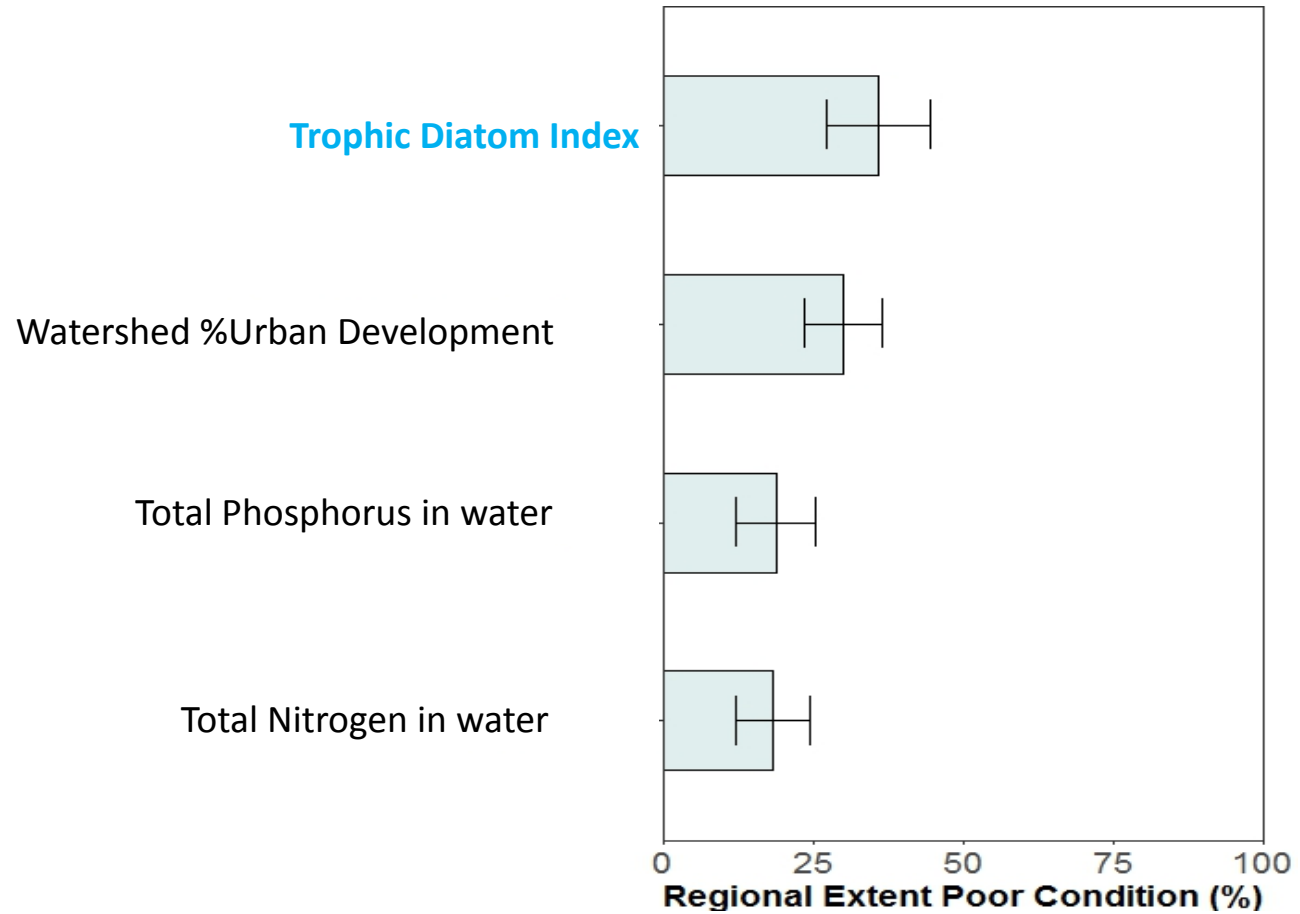 Trophic Diatom Index
Watershed %Urban Development
Total Phosphorus in water
Total Nitrogen in water
0 25 50 75 100
Regional Extent Poor Condition (%)